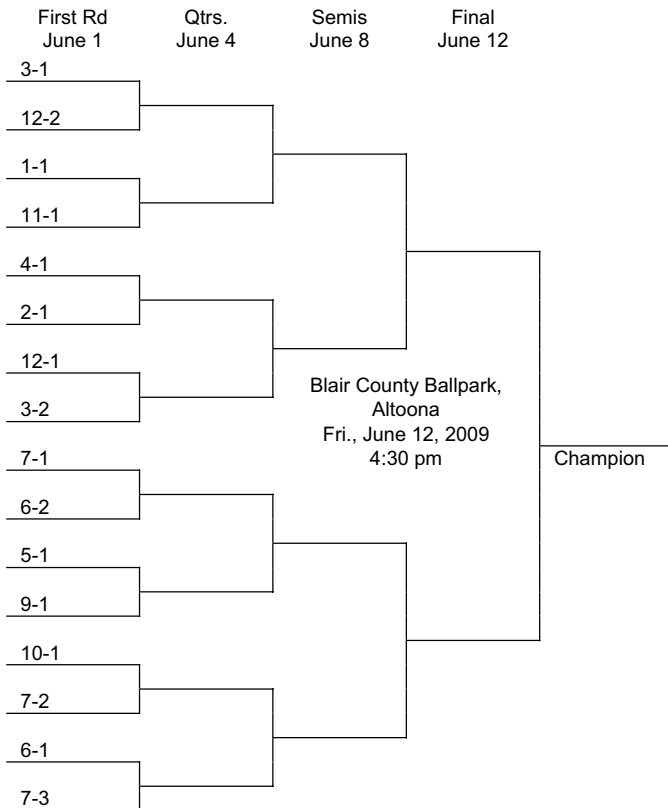 First Rd Qtrs. Semis Final
June 1 June 4 June 8 June 12
3-1
12-2
1-1
11-1
4-1
2-1
12-1
3-2
Blair County Ballpark,
Altoona
Fri., June 12, 2009
4:30 pm
Champion
7-1
6-2
5-1
9-1
10-1
7-2
6-1
7-3